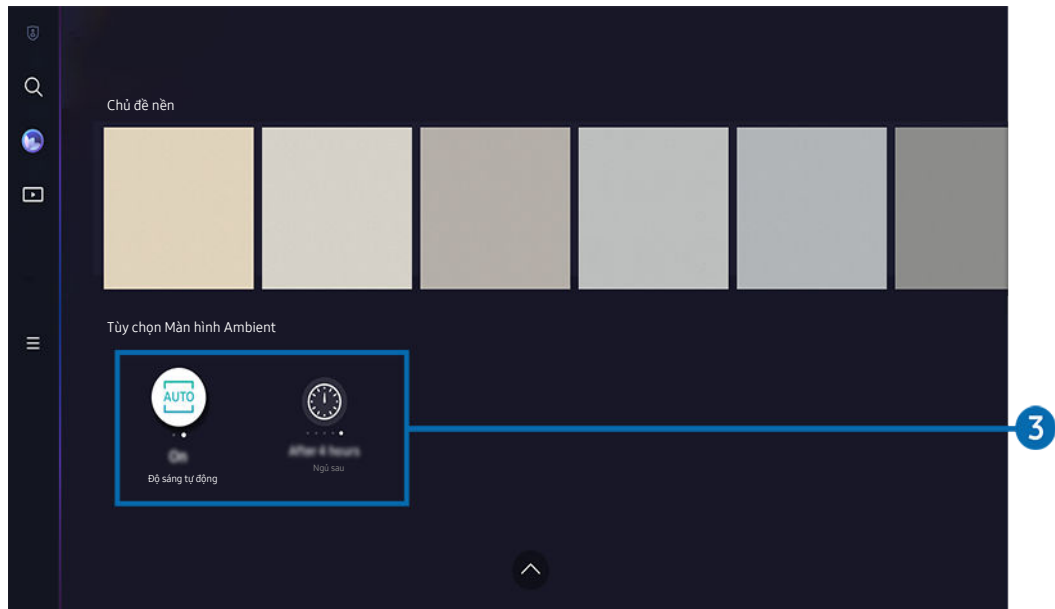 Chủ đề nền
Tùy chọn Màn hình Ambient
AUTO
On
After 4 hours
Độ sáng tự động
Ngủ sau
3